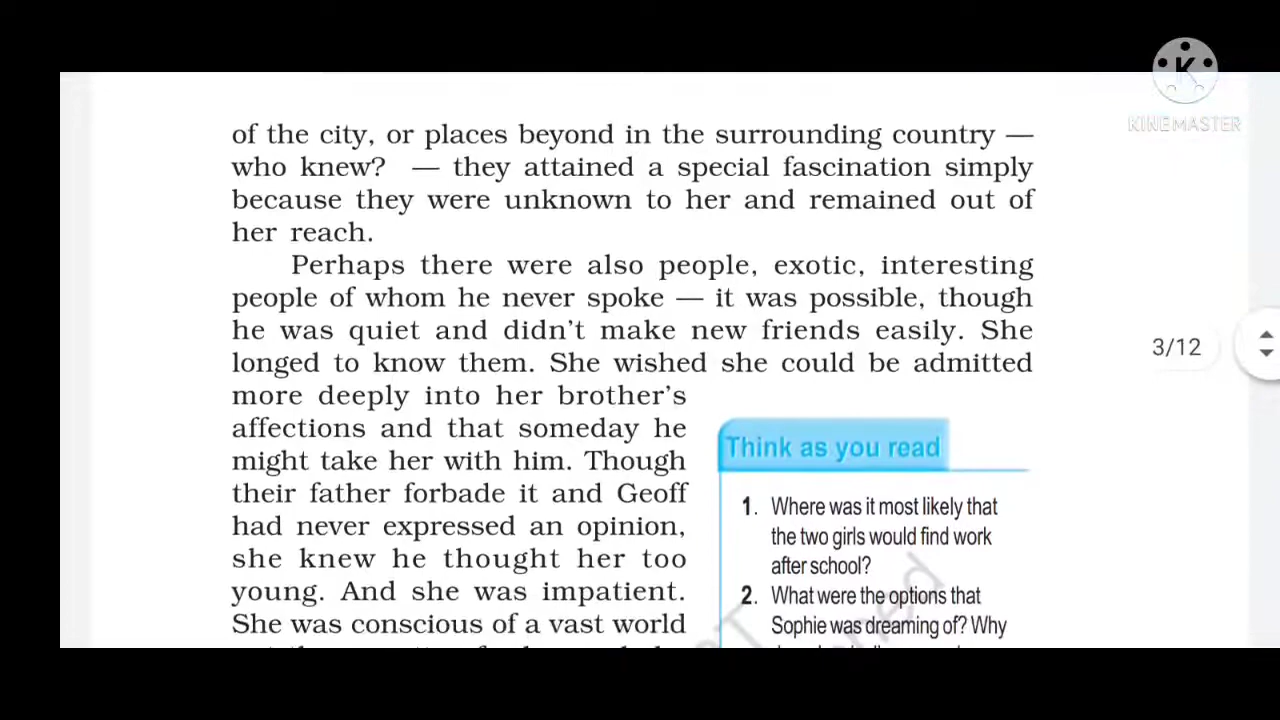 of the city, or places beyond in the surrounding country —
who knew? — they attained a special fascination simply
because they were unknown to her and remained out of
her reach.
Perhaps there were also people, exotic, interesting
people of whom he never spoke — it was possible, though
he was quiet and didn't make new friends easily. She
longed to know them. She wished she could be admitted
more deeply into her brother's
affections and that someday he
might take her with him. Though
their father forbade it and Geoff
had never expressed an opinion,
she knew he thought her too
young. And she was impatient.
She was conscious of a vast world
Think as you read
1. Where was it most likely that
the two girls would find work
after school?
2. What were the options that
Sophie was dreaming of? Why
3/12
K
KINEMASTER